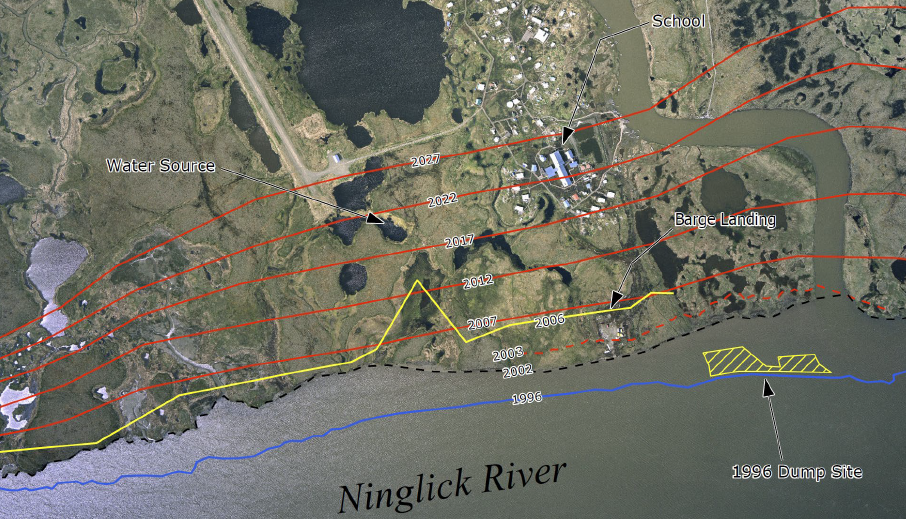 School
2027
Water Source
2022
Barge Landing
2017
2012
2007
2006
2003
2002
1996
1996 Dump Site
Ninglick River